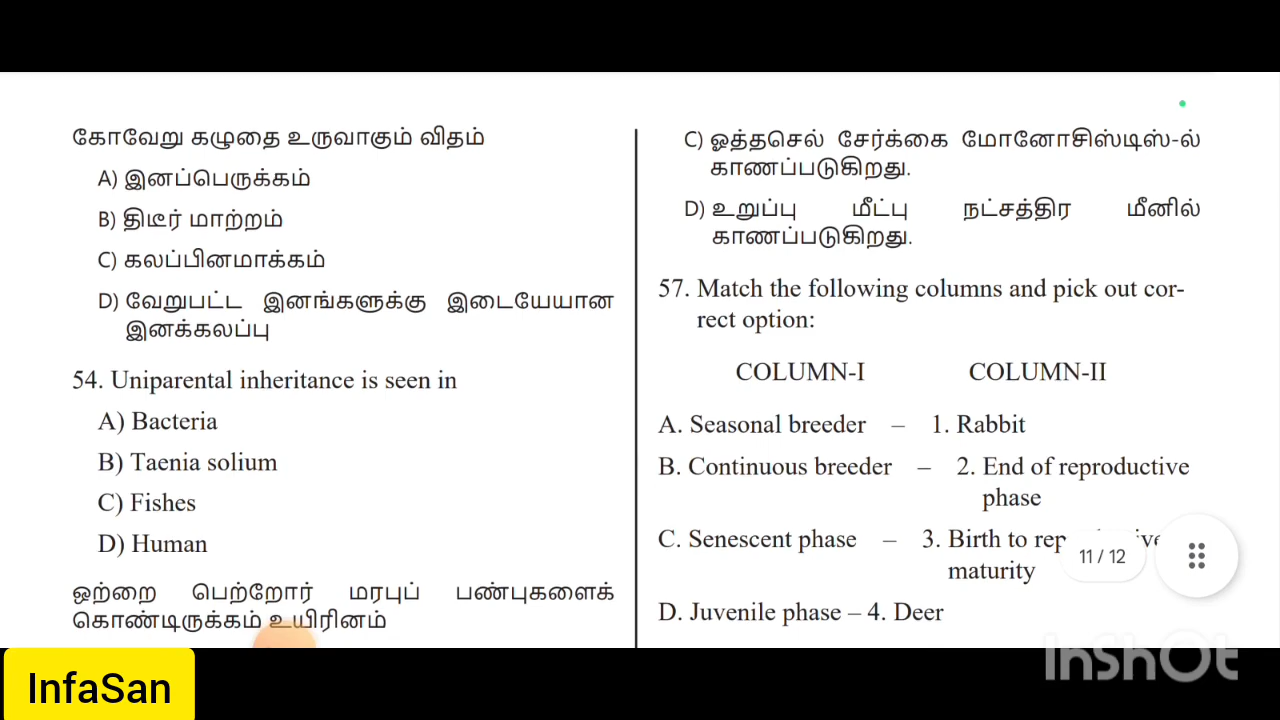 கோவேறு கழுதை உருவாகும் விதம்
A) இனப்பெருக்கம்
B) திடீர் மாற்றம்
C) கலப்பினமாக்கம்
D) வேறுபட்ட இனங்களுக்கு இடையேயான
இனக்கலப்பு
54. Uniparental inheritance is seen in
A) Bacteria
B) Taenia solium
C) Fishes
D) Human
ஒற்றை பெற்றோர் மரபுப் பண்புகளைக்
கொண்டிருக்கம் உயிரினம்
C) ஓத்தசெல் சேர்க்கை மோனோசிஸ்டிஸ்-ல்
காணப்படுகிறது.
D) உறுப்பு மீட்பு நட்சத்திர மீனில்
காணப்படுகிறது.
57. Match the following columns and pick out cor-
rect option:
COLUMN-I COLUMN-II
A. Seasonal breeder – 1. Rabbit
B. Continuous breeder – 2. End of reproductive
phase
C. Senescent phase – 3. Birth to
maturity
11 / 12
D. Juvenile phase – 4. Deer
InShOt
InfaSan